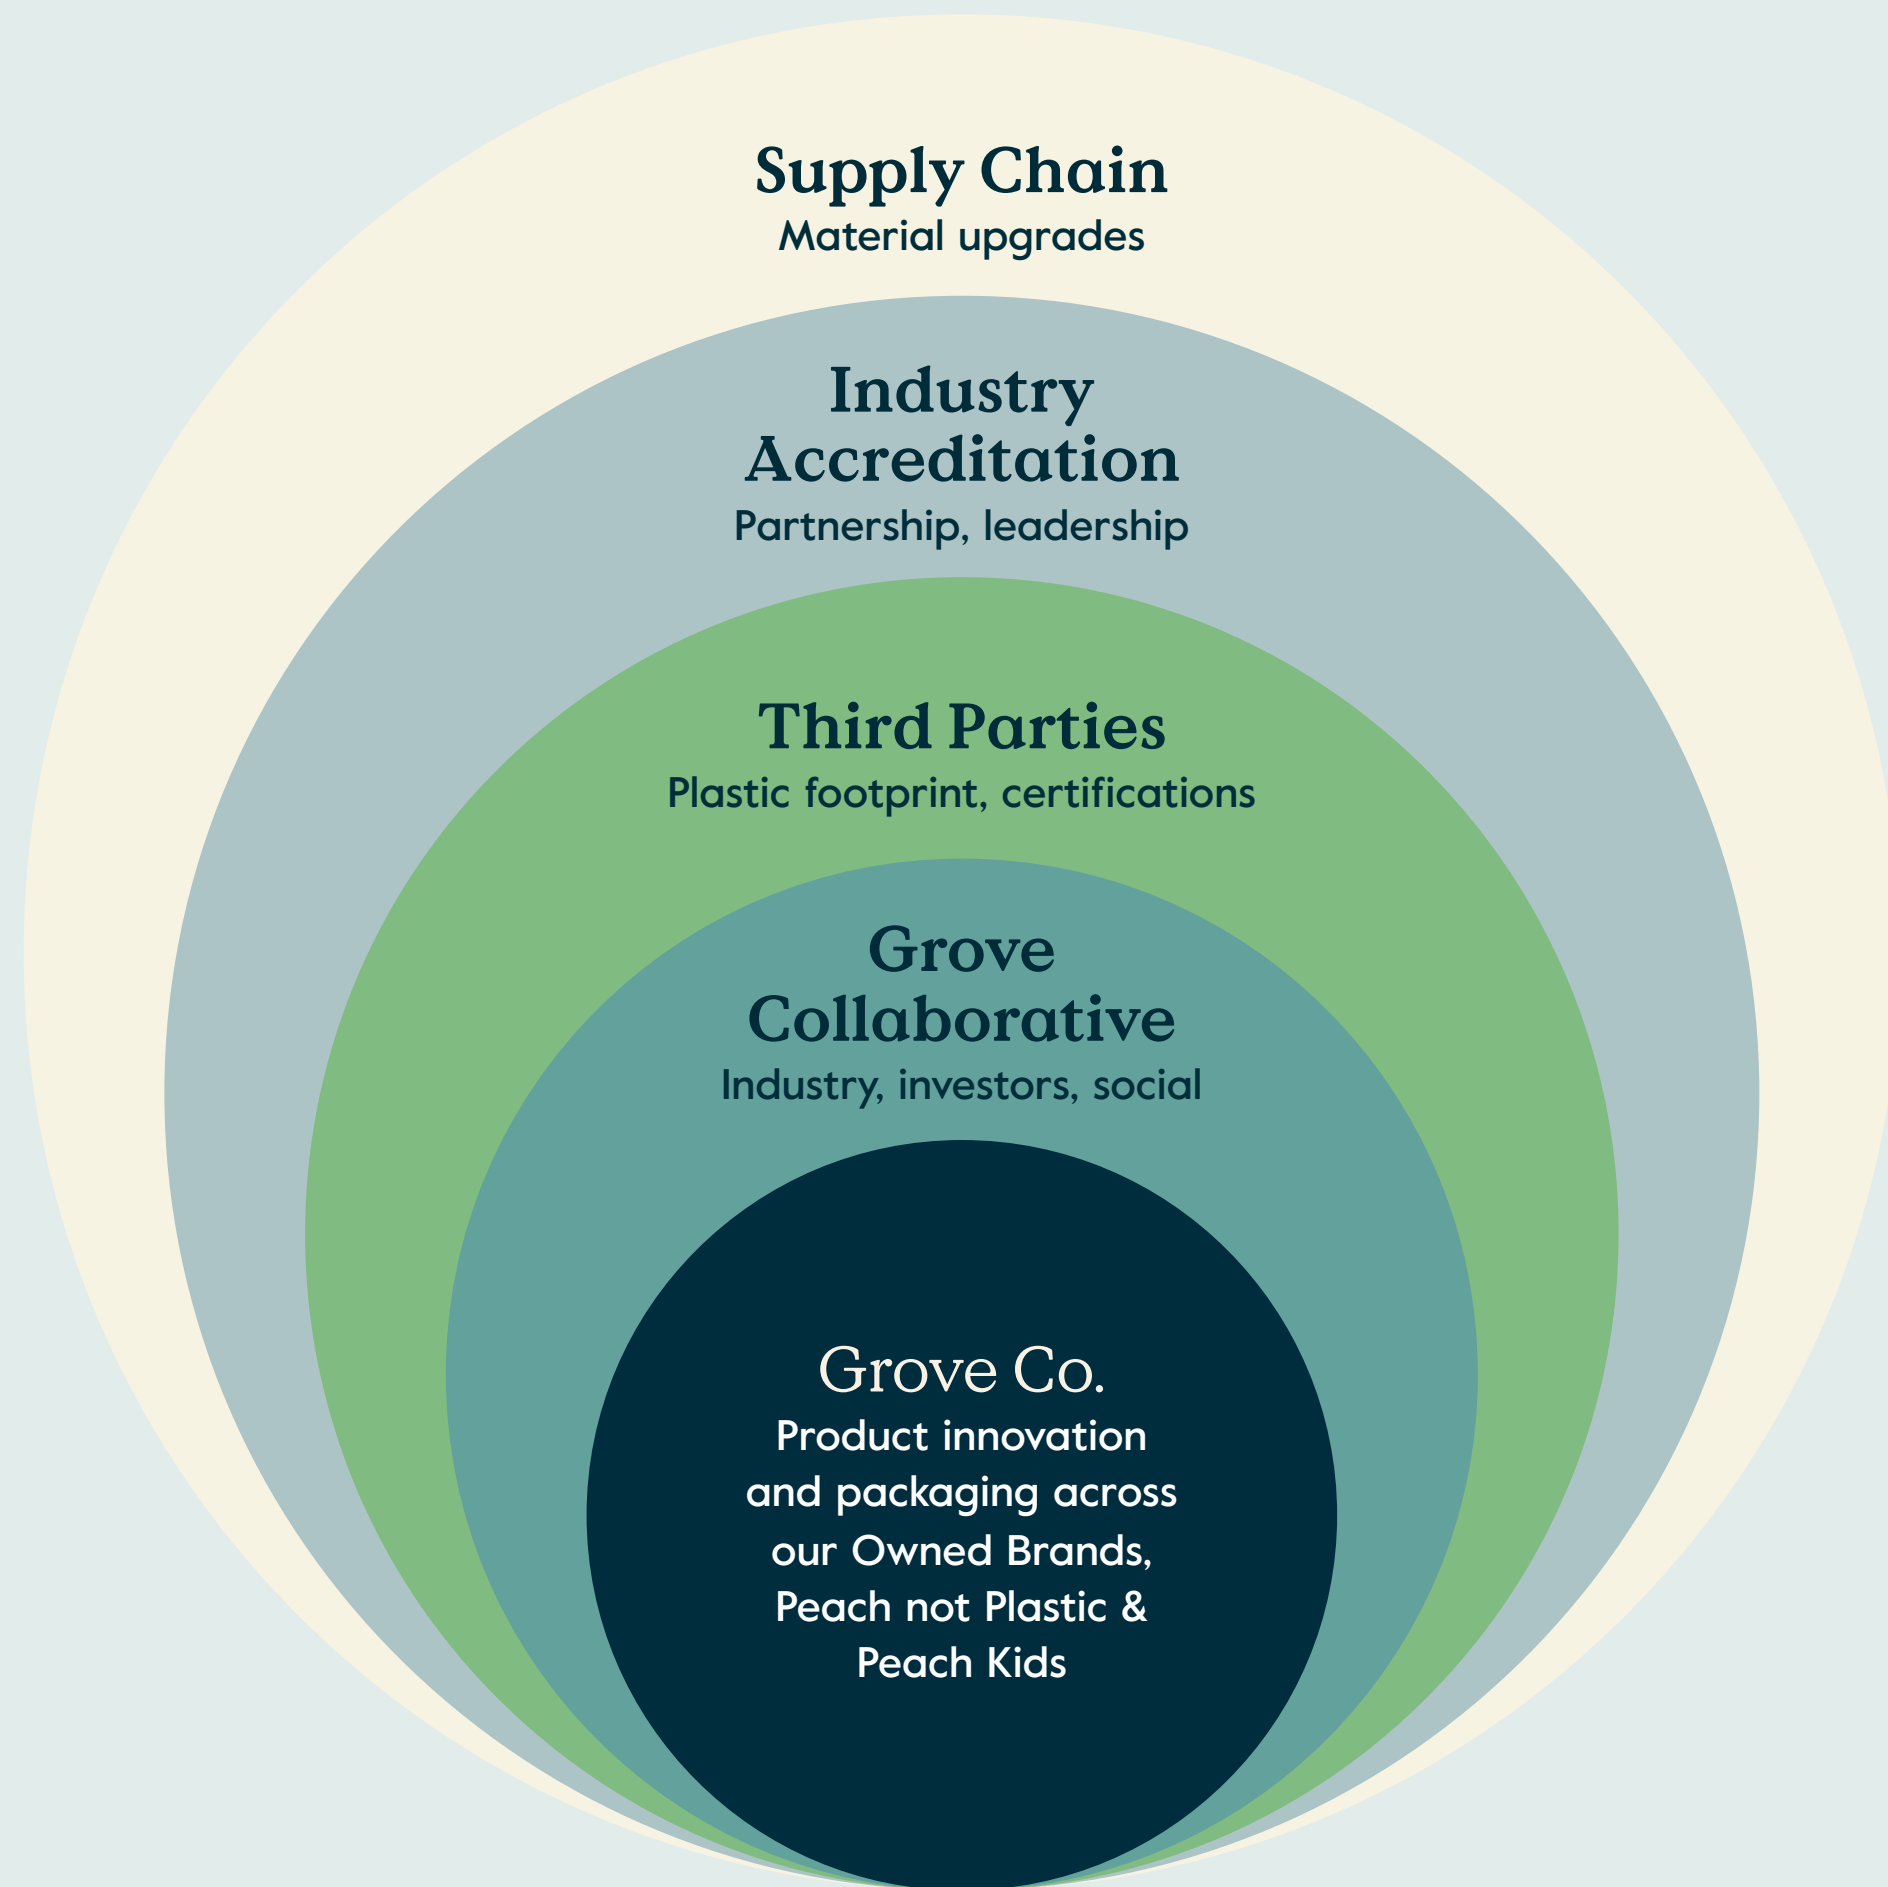 Supply Chain
Material upgrades
Industry
Accreditation
Partnership, leadership
Third Parties
Plastic footprint, certifications
Grove
Collaborative
Industry, investors, social
Grove Co.
Product innovation
and packaging across
our Owned Brands,
Peach not Plastic &
Peach Kids